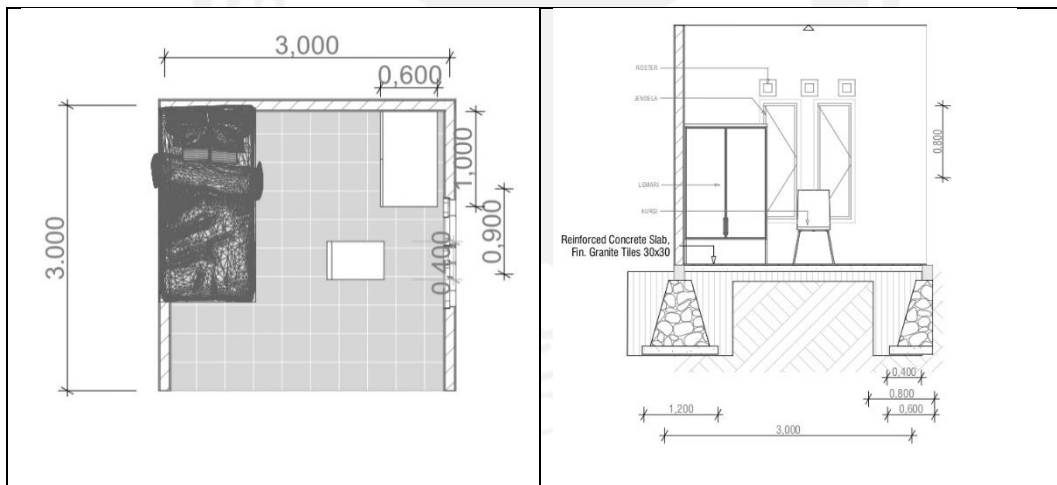 3,000
0,600
3.000
1,000
0,900
0,400
ROSTER
JENDELA
0,800
LEMARI
KURSI
Reinforced Concrete Slab,
Fin. Granite Tiles 30x30
0,400
0,800
1,200
0,600
3,000